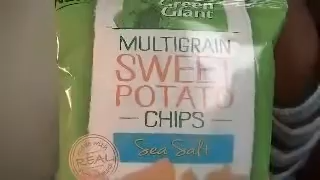 Green
Giant
MULTIGRAIN
SWEET
POTATO
CHIPS
Sea Salt
REAL